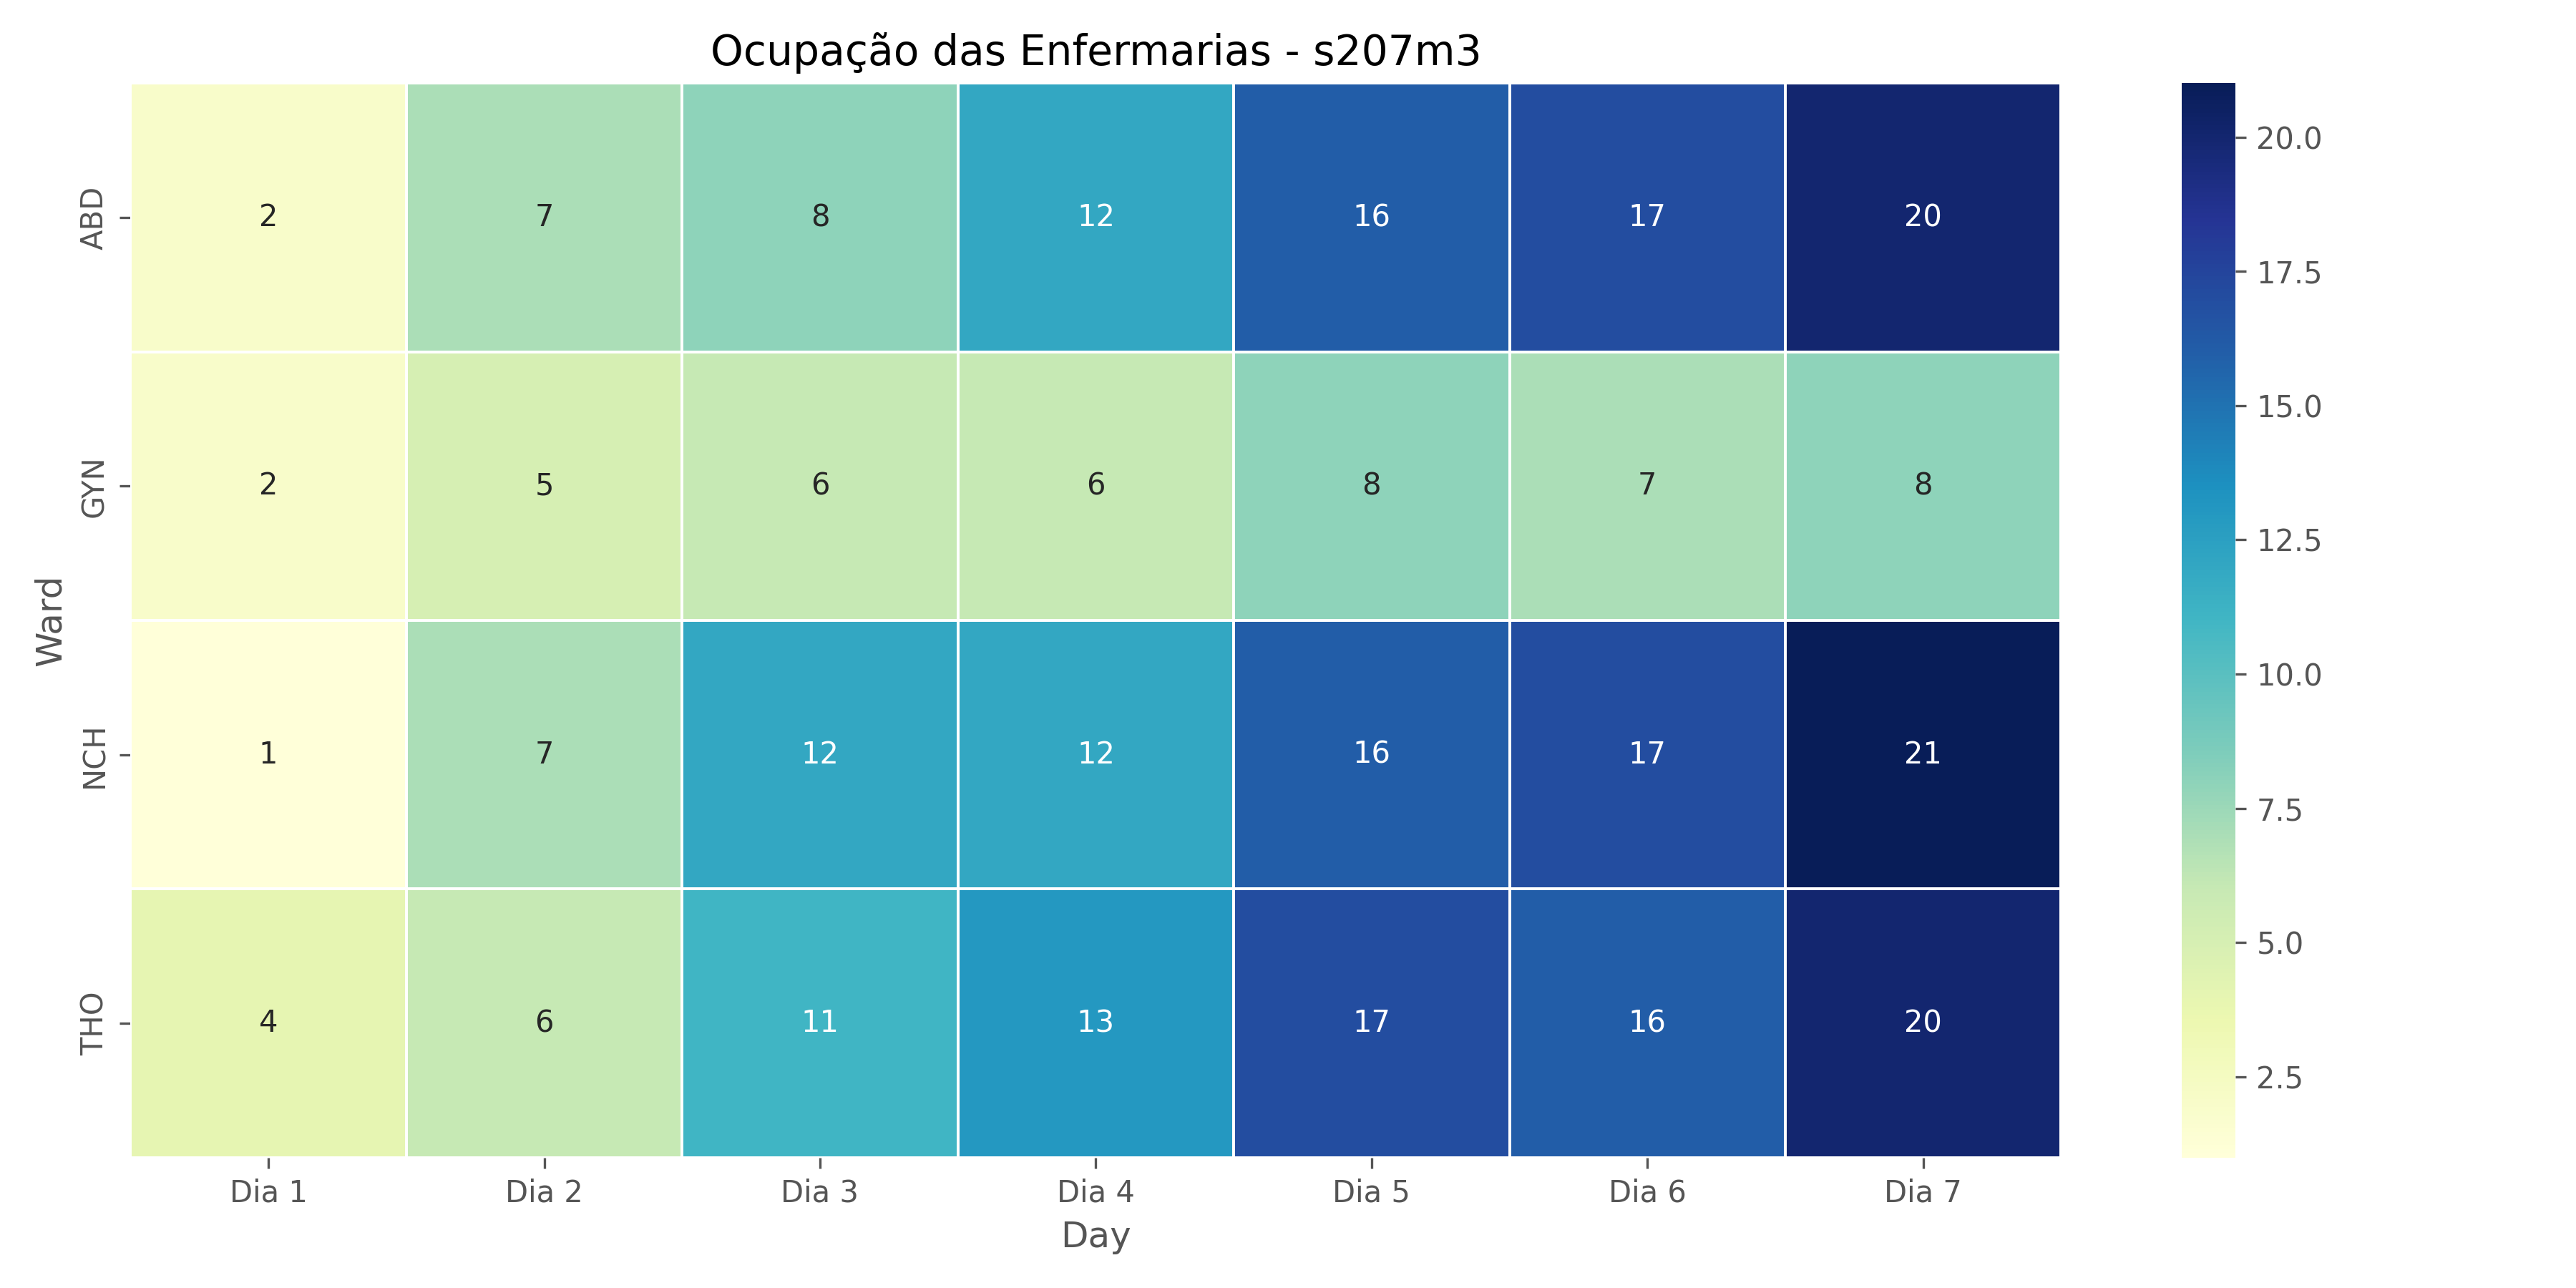 Ocupação das Enfermarias - s207m3
ABD 2 7 8 12 16 17 20
GYN 2 5 6 6 8 7 8
NCH 1 7 12 12 16 17 21
THO 4 6 11 13 17 16 20
Ward
Dia 1 Dia 2 Dia 3 Dia 4 Dia 5 Dia 6 Dia 7
Day
20.0
17.5
15.0
12.5
10.0
7.5
5.0
2.5